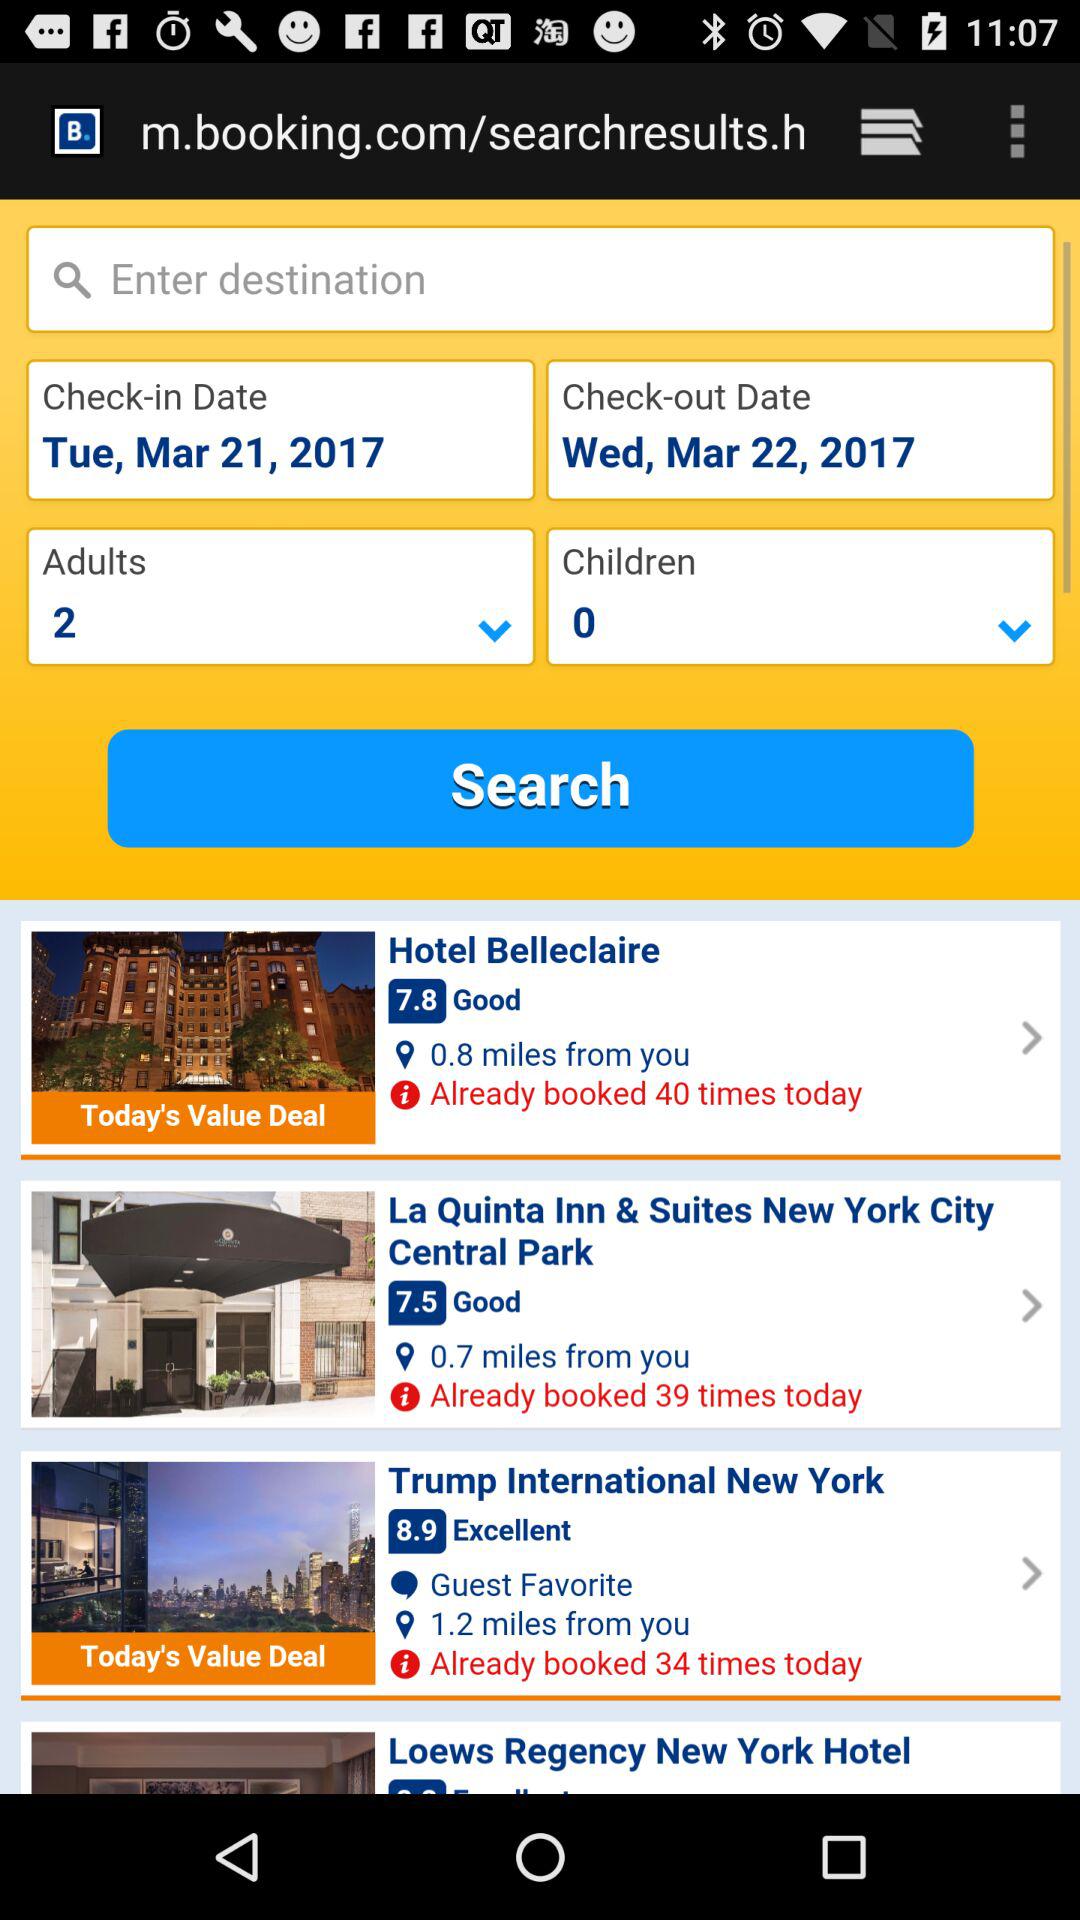 QT 淘 11:07
B. m.booking.com/searchresults.h
Enter destination
Check-in Date
Tue, Mar 21, 2017
Check-out Date
Wed, Mar 22, 2017
Adults
2
Children
0
Search
Hotel Belleclaire
7.8 Good
0.8 miles from you
Already booked 40 times today
Today's Value Deal
La Quinta Inn & Suites New York City
Central Park
7.5 Good
0.7 miles from you
Already booked 39 times today
Trump International New York
8.9 Excellent
Guest Favorite
1.2 miles from you
Already booked 34 times today
Today's Value Deal
Loews Regency New York Hotel